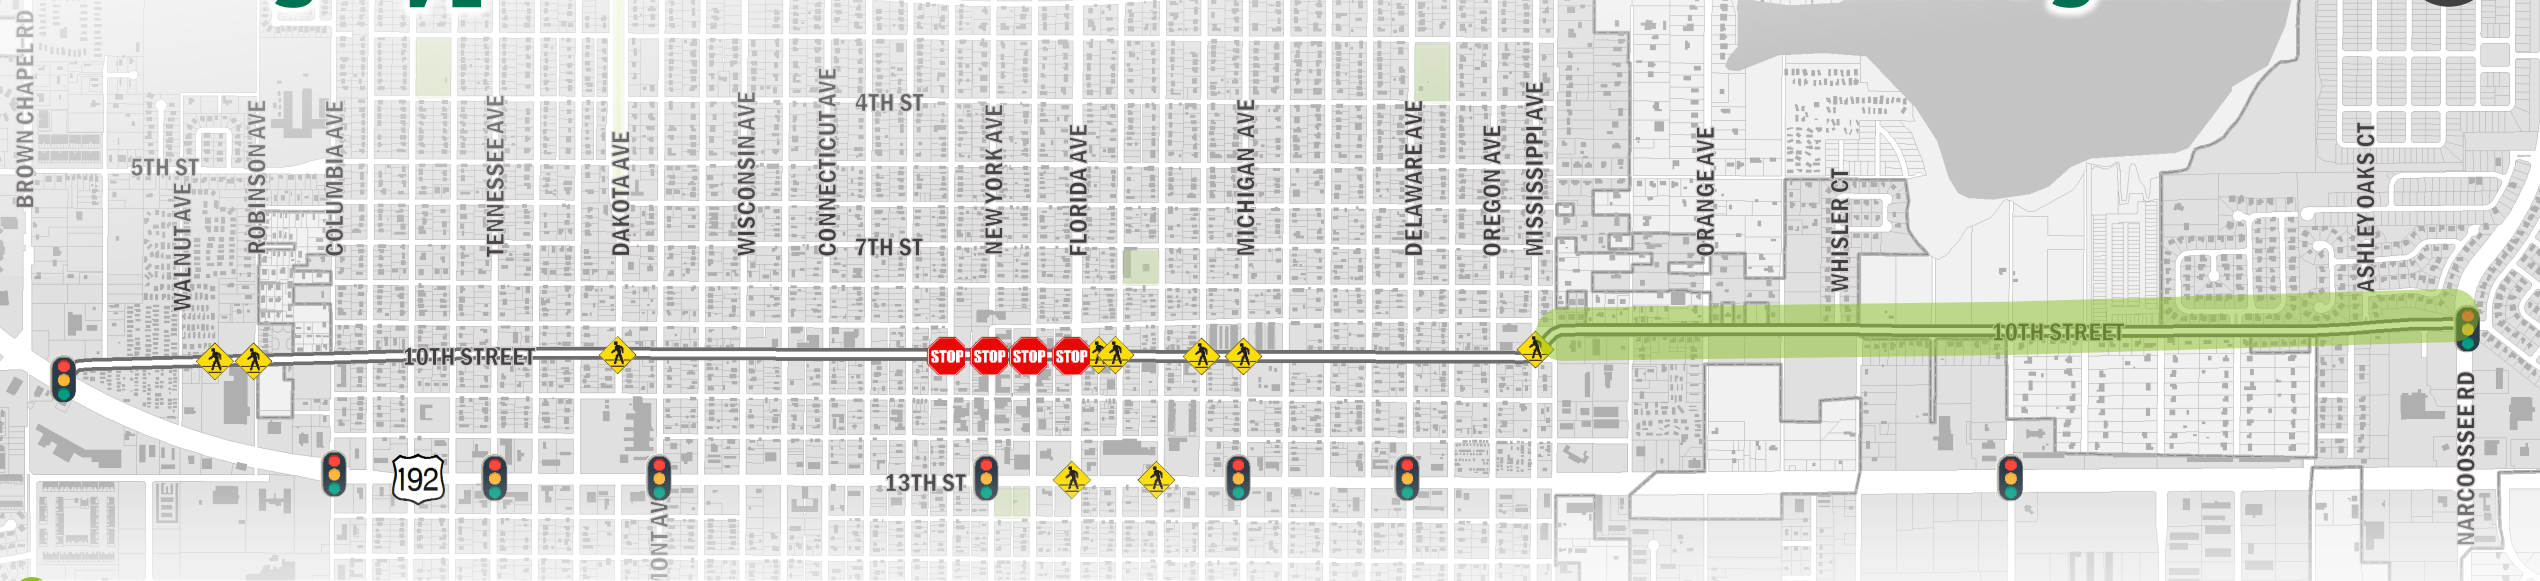 BROWN CHAPEL RD
5TH ST
WALNUT AVE
ROBINSON AVE
COLUMBIA AVE
TENNESSEE AVE
DAKOTA AVE
WISCONSIN AVE
CONNECTICUT AVE
4TH ST
7TH ST
NEW YORK AVE
FLORIDA AVE
MICHIGAN AVE
DELAWARE AVE
OREGON AVE
MISSISSIPPI AVE
ORANGE AVE
WHISLER CT
ASHLEY OAKS CT
10TH STREET
STOP
STOP
STOP
STOP
10TH STREET
192
13TH ST
NARCOOSSEE RD